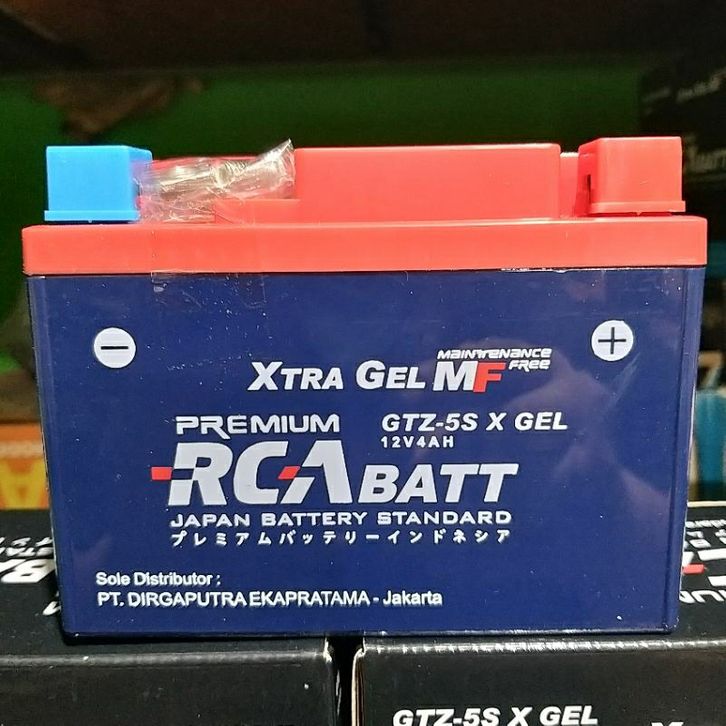 XTRA GEL MF MAINTENANCE FREE
PREMIUM
GTZ-5S X GEL
12V4AH
RCA BATT
JAPAN BATTERY STANDARD
プレミアムバッテリーインドネシア
Sole Distributor :
PT. DIRGAPUTRA EKAPRATAMA - Jakarta
GTZ-5S X GEL